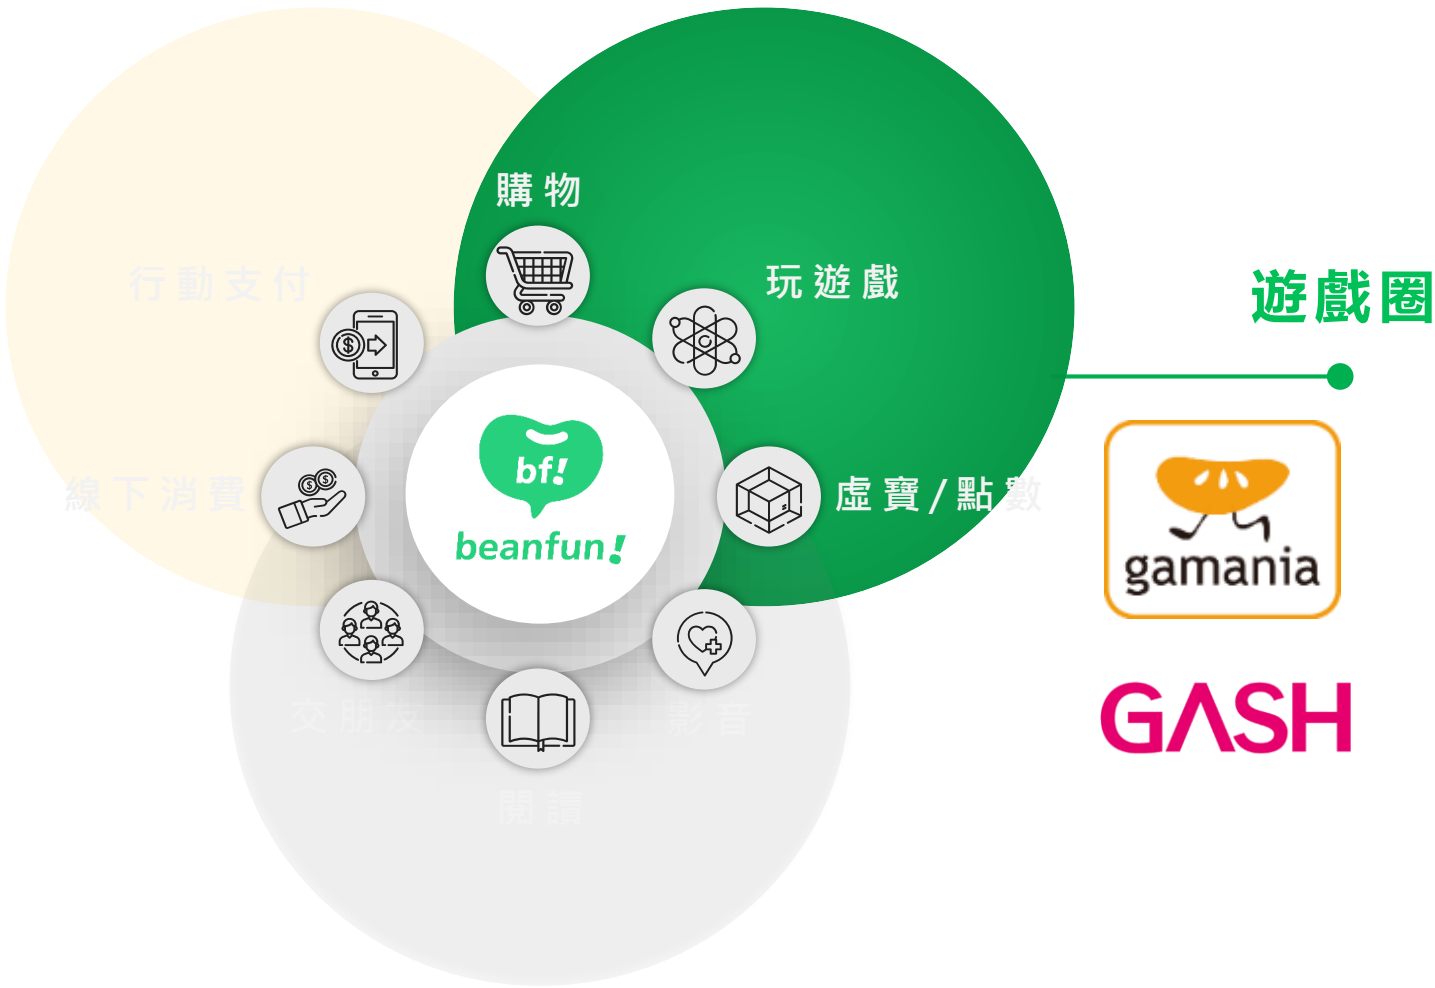 購物
行動支付
玩遊戲
遊戲圈
bf!
線下消費
虛寶/點數
beanfun!
gamania
交朋友
影音
GASH
閱讀